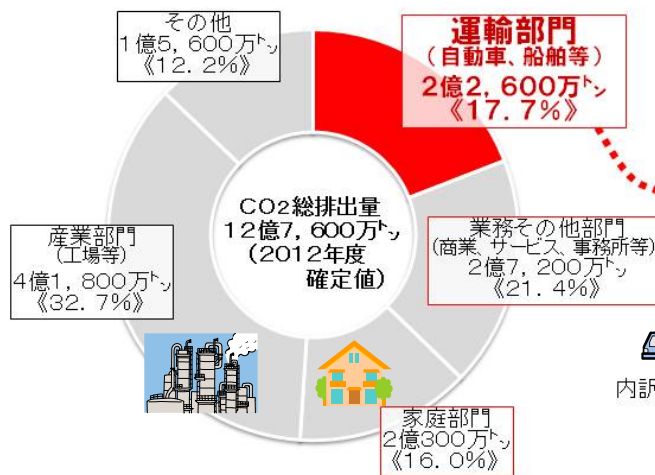 その他
1億5,600万㌧
《12.2%》
運輸部門
(自動車、船舶等)
2億2,600万㌧
《17.7%》
CO2総排出量
12億7,600万㌧
(2012年度
確定値)
産業部門
(工場等)
4億1,800万㌧
《32.7%》
業務その他部門
(商業、サービス、事務所等)
2億7,200万㌧
《21.4%》
内訳
家庭部門
2億300万㌧
《16.0%》